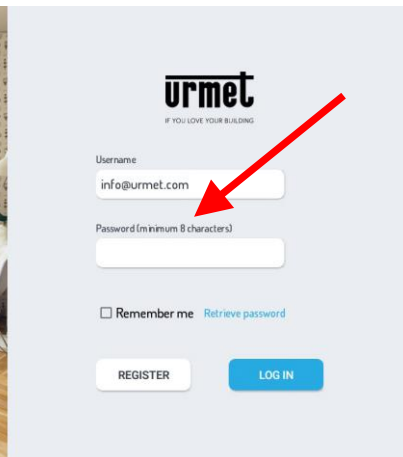 urmet
IF YOU LOVE YOUR BUILDING
Username
info@urmet.com
Password (minimum 8 characters)
Remember me Retrieve password
REGISTER LOG IN